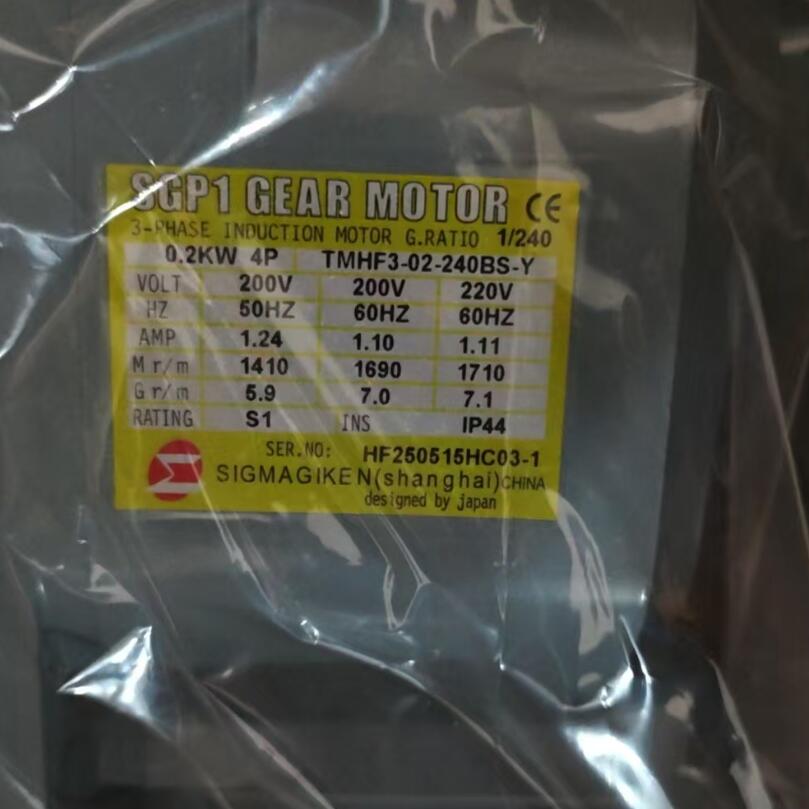 SGP1 GEAR MOTOR CE
3-PHASE INDUCTION MOTOR G.RATIO 1/240
0.2KW 4P TMHF3-02-240BS-Y
VOLT 200V 200V 220V
HZ 50HZ 60HZ 60HZ
AMP 1.24 1.10 1.11
M r/m 1410 1690 1710
G r/m 5.9 7.0 7.1
RATING S1 INS IP44
SER.NO: HF250515HC03-1
SIGMAGIKEN(shanghai)CHINA
designed by japan